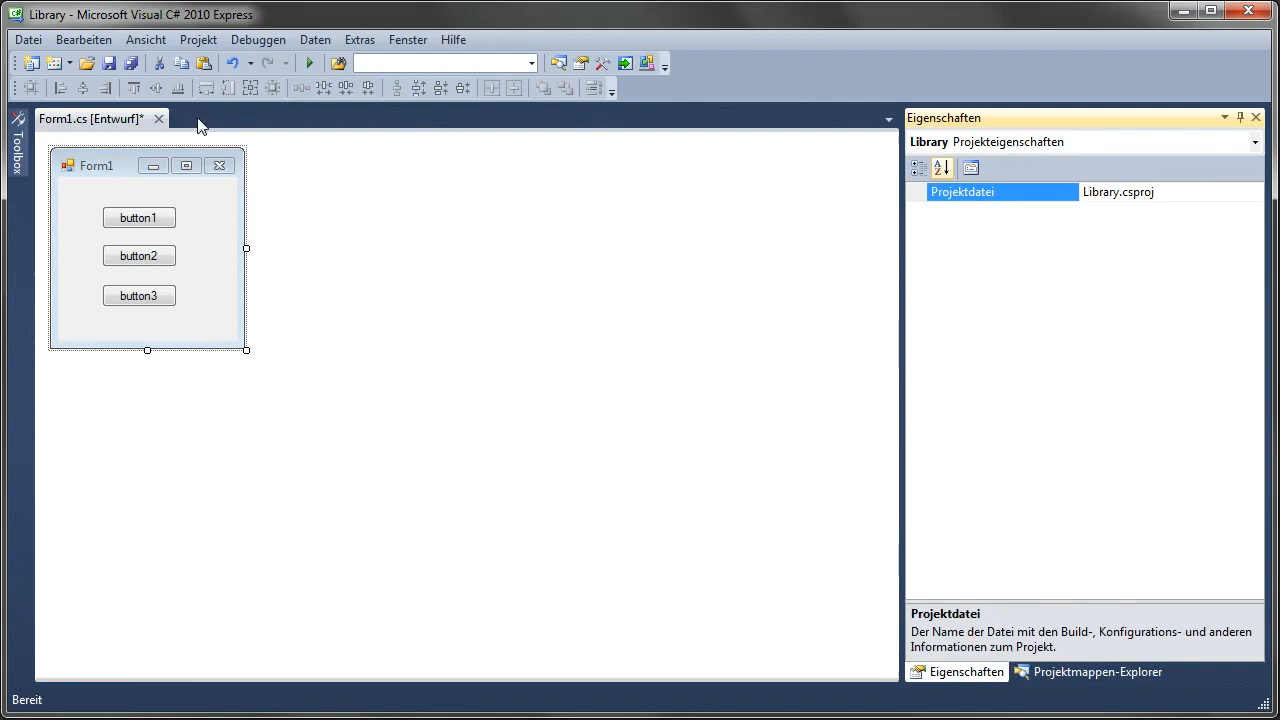 Library - Microsoft Visual C# 2010 Express
Datei Bearbeiten Ansicht Projekt Debuggen Daten Extras Fenster Hilfe
Toolbox
Form1.cs [Entwurf]*
Form1
button1
button2
button3
Eigenschaften
Library Projekteigenschaften
Projektdatei Library.csproj
Projektdatei
Der Name der Datei mit den Build-, Konfigurations- und anderen
Informationen zum Projekt.
Eigenschaften Projektmappen-Explorer
Bereit